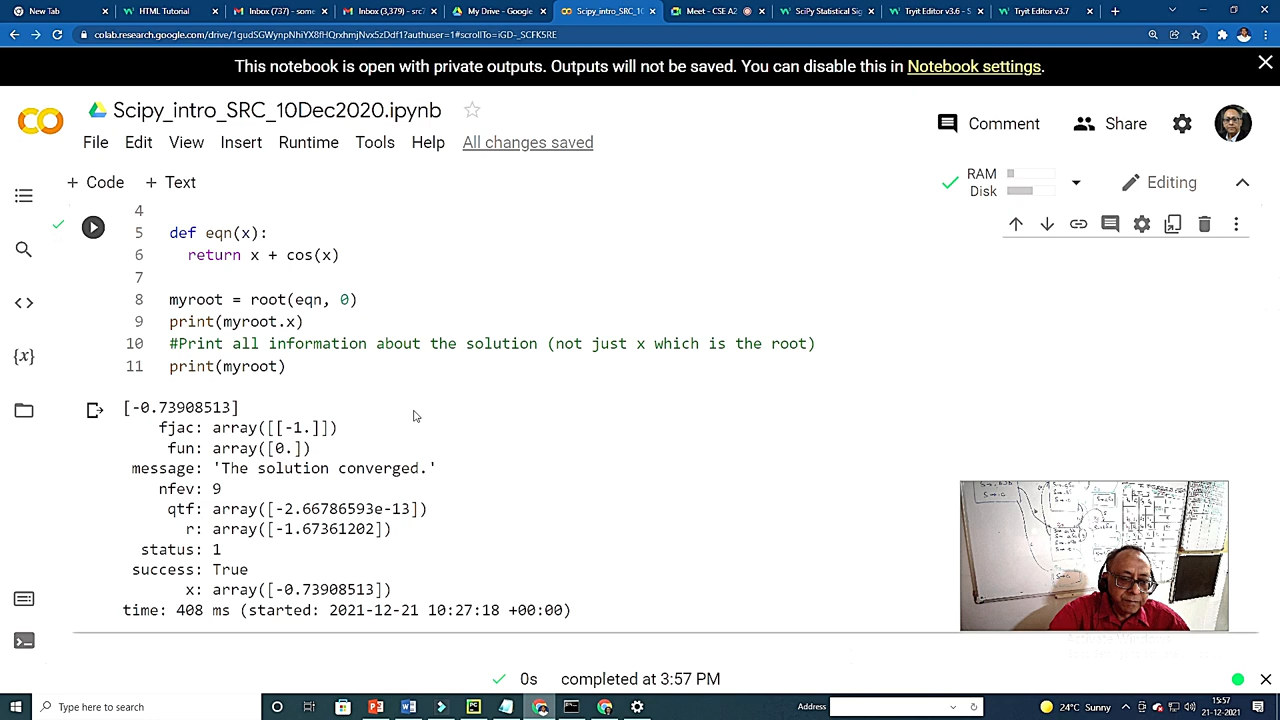 New Tab
HTML Tutorial
Inbox (737) - some
Inbox (3,379) - src7
My Drive - Google
Scipy_intro_SRC_10
Meet - CSE A2
SciPy Statistical Sig
Tryit Editor v3.6 - S
Tryit Editor v3.7
colab.research.google.com/drive/1gudSGWynpNhiYX8fHQrxhmjNvx5zDdf1?authuser=1#scrollTo=iGD-_SCFK5RE
This notebook is open with private outputs. Outputs will not be saved. You can disable this in Notebook settings.
Scipy_intro_SRC_10Dec2020.ipynb
Comment
Share
File Edit View Insert Runtime Tools Help All changes saved
+ Code + Text
RAM
Disk
Editing
4
5 def eqn(x):
6 return x + cos(x)
7
8 myroot = root(eqn, 0)
9 print(myroot.x)
10 #Print all information about the solution (not just x which is the root)
11 print(myroot)
[-0.73908513]
fjac: array([[-1.]])
fun: array([0.])
message: 'The solution converged.'
nfev: 9
qtf: array([-2.66786593e-13])
r: array([-1.67361202])
status: 1
success: True
x: array([-0.73908513])
time: 408 ms (started: 2021-12-21 10:27:18 +00:00)
0s completed at 3:57 PM
Type here to search
Address
24°C Sunny
15:57
21-12-2021